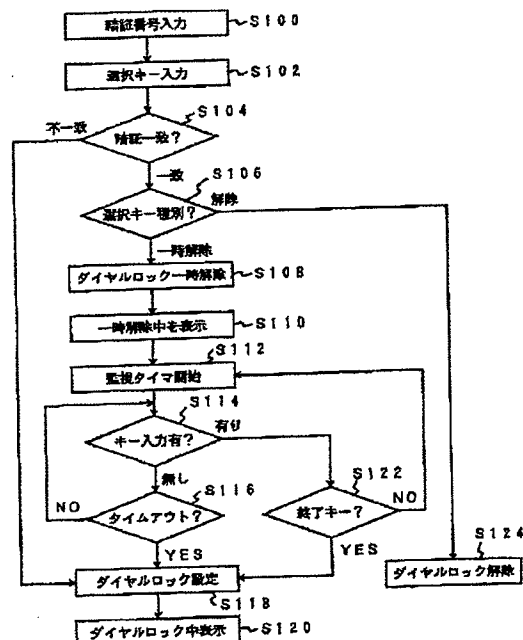 暗証番号入力 S100
選択キー入力 S102
S104
不一致
暗証一致?
一致
S106
選択キー種別?
解除
一時解除
ダイヤルロック一時解除 S108
一時解除中を表示 S110
S112
監視タイマ開始
S114
キー入力有?
有り
無し
S116
S122
NO
タイムアウト?
終了キー?
NO
YES
YES
S124
ダイヤルロック設定
ダイヤルロック解除
S118
ダイヤルロック中表示 S120